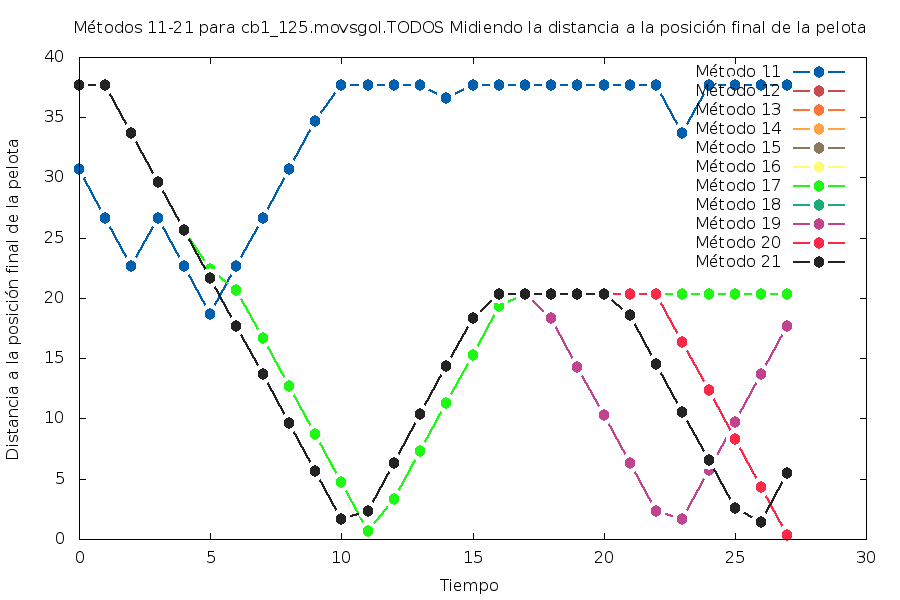 Métodos 11-21 para cb1_125.movsgol.TODOS Midiendo la distancia a la posición final de la pelota
40
35
30
25
20
15
10
5
0
Distancia a la posición final de la pelota
Método 11
Método 12
Método 13
Método 14
Método 15
Método 16
Método 17
Método 18
Método 19
Método 20
Método 21
0 5 10 15 20 25 30
Tiempo